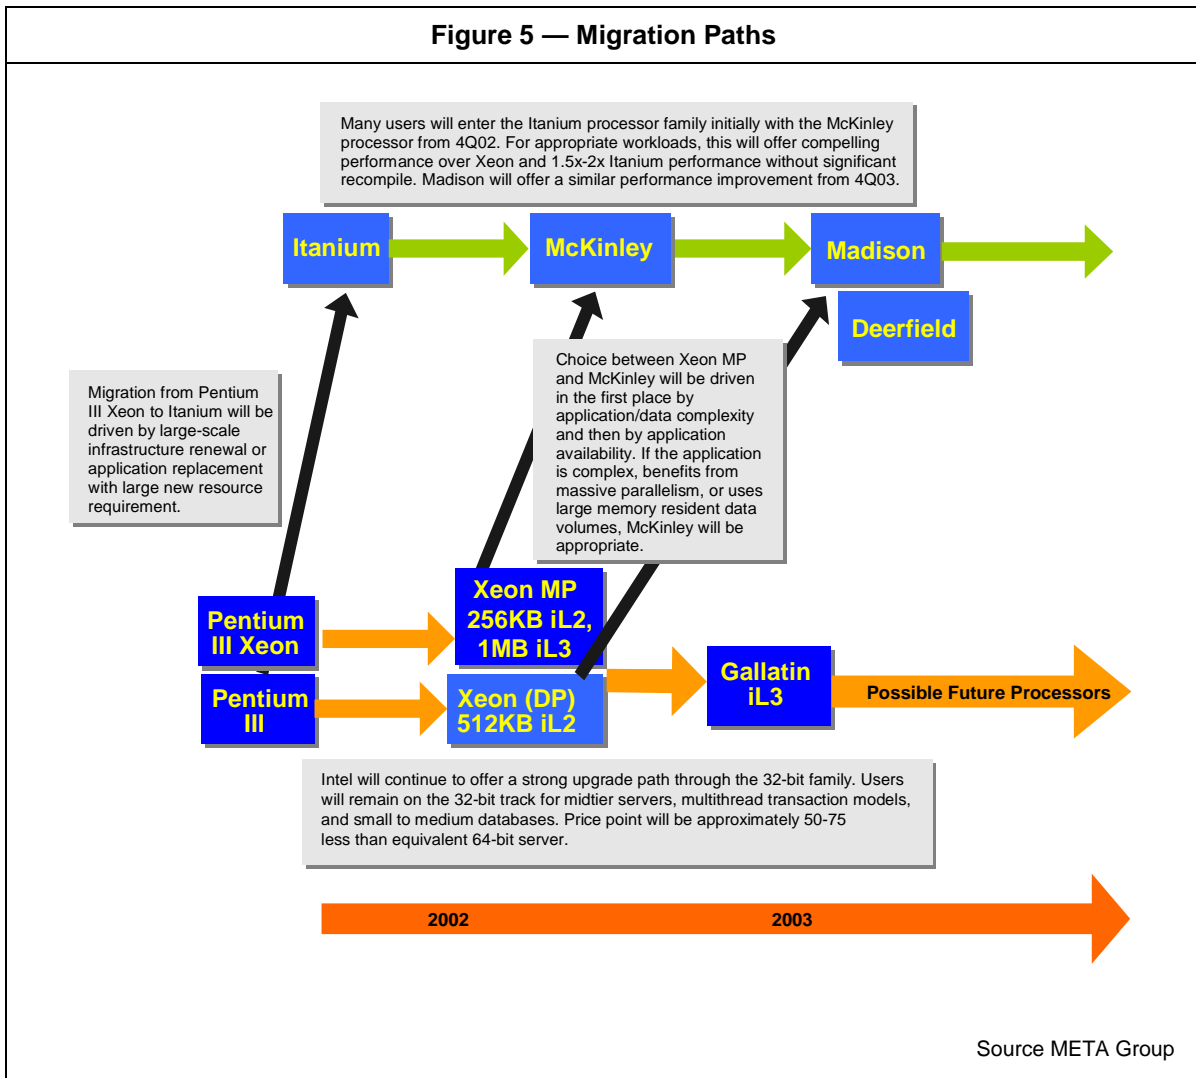 Figure 5 — Migration Paths
Many users will enter the Itanium processor family initially with the McKinley
processor from 4Q02. For appropriate workloads, this will offer compelling
performance over Xeon and 1.5x-2x Itanium performance without significant
recompile. Madison will offer a similar performance improvement from 4Q03.
Itanium
McKinley
Madison
Deerfield
Migration from Pentium
III Xeon to Itanium will be
driven by large-scale
infrastructure renewal or
application replacement
with large new resource
requirement.
Choice between Xeon MP
and McKinley will be driven
in the first place by
application/data complexity
and then by application
availability. If the application
is complex, benefits from
massive parallelism, or uses
large memory resident data
volumes, McKinley will be
appropriate.
Pentium
III Xeon
Xeon MP
256KB iL2,
1MB iL3
Pentium
III
Xeon (DP)
512KB iL2
Gallatin
iL3
Possible Future Processors
Intel will continue to offer a strong upgrade path through the 32-bit family. Users
will remain on the 32-bit track for midtier servers, multithread transaction models,
and small to medium databases. Price point will be approximately 50-75
less than equivalent 64-bit server.
2002
2003
Source META Group